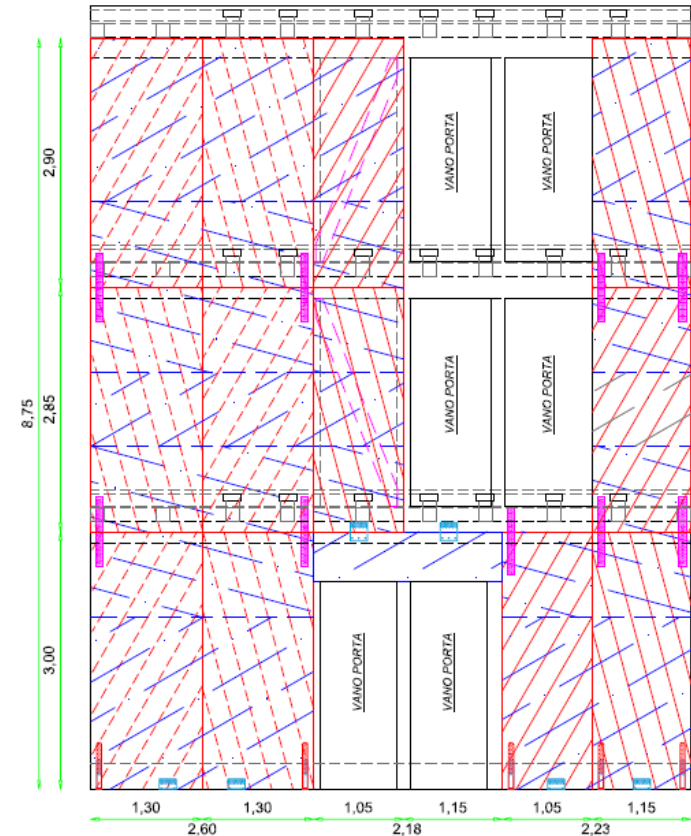 VANO PORTA
VANO PORTA
2,90
VANO PORTA
VANO PORTA
8,75
2,85
VANO PORTA
VANO PORTA
3,00
1,30
1,30
1,05
1,15
1,05
1,15
2,60
2,18
2,23